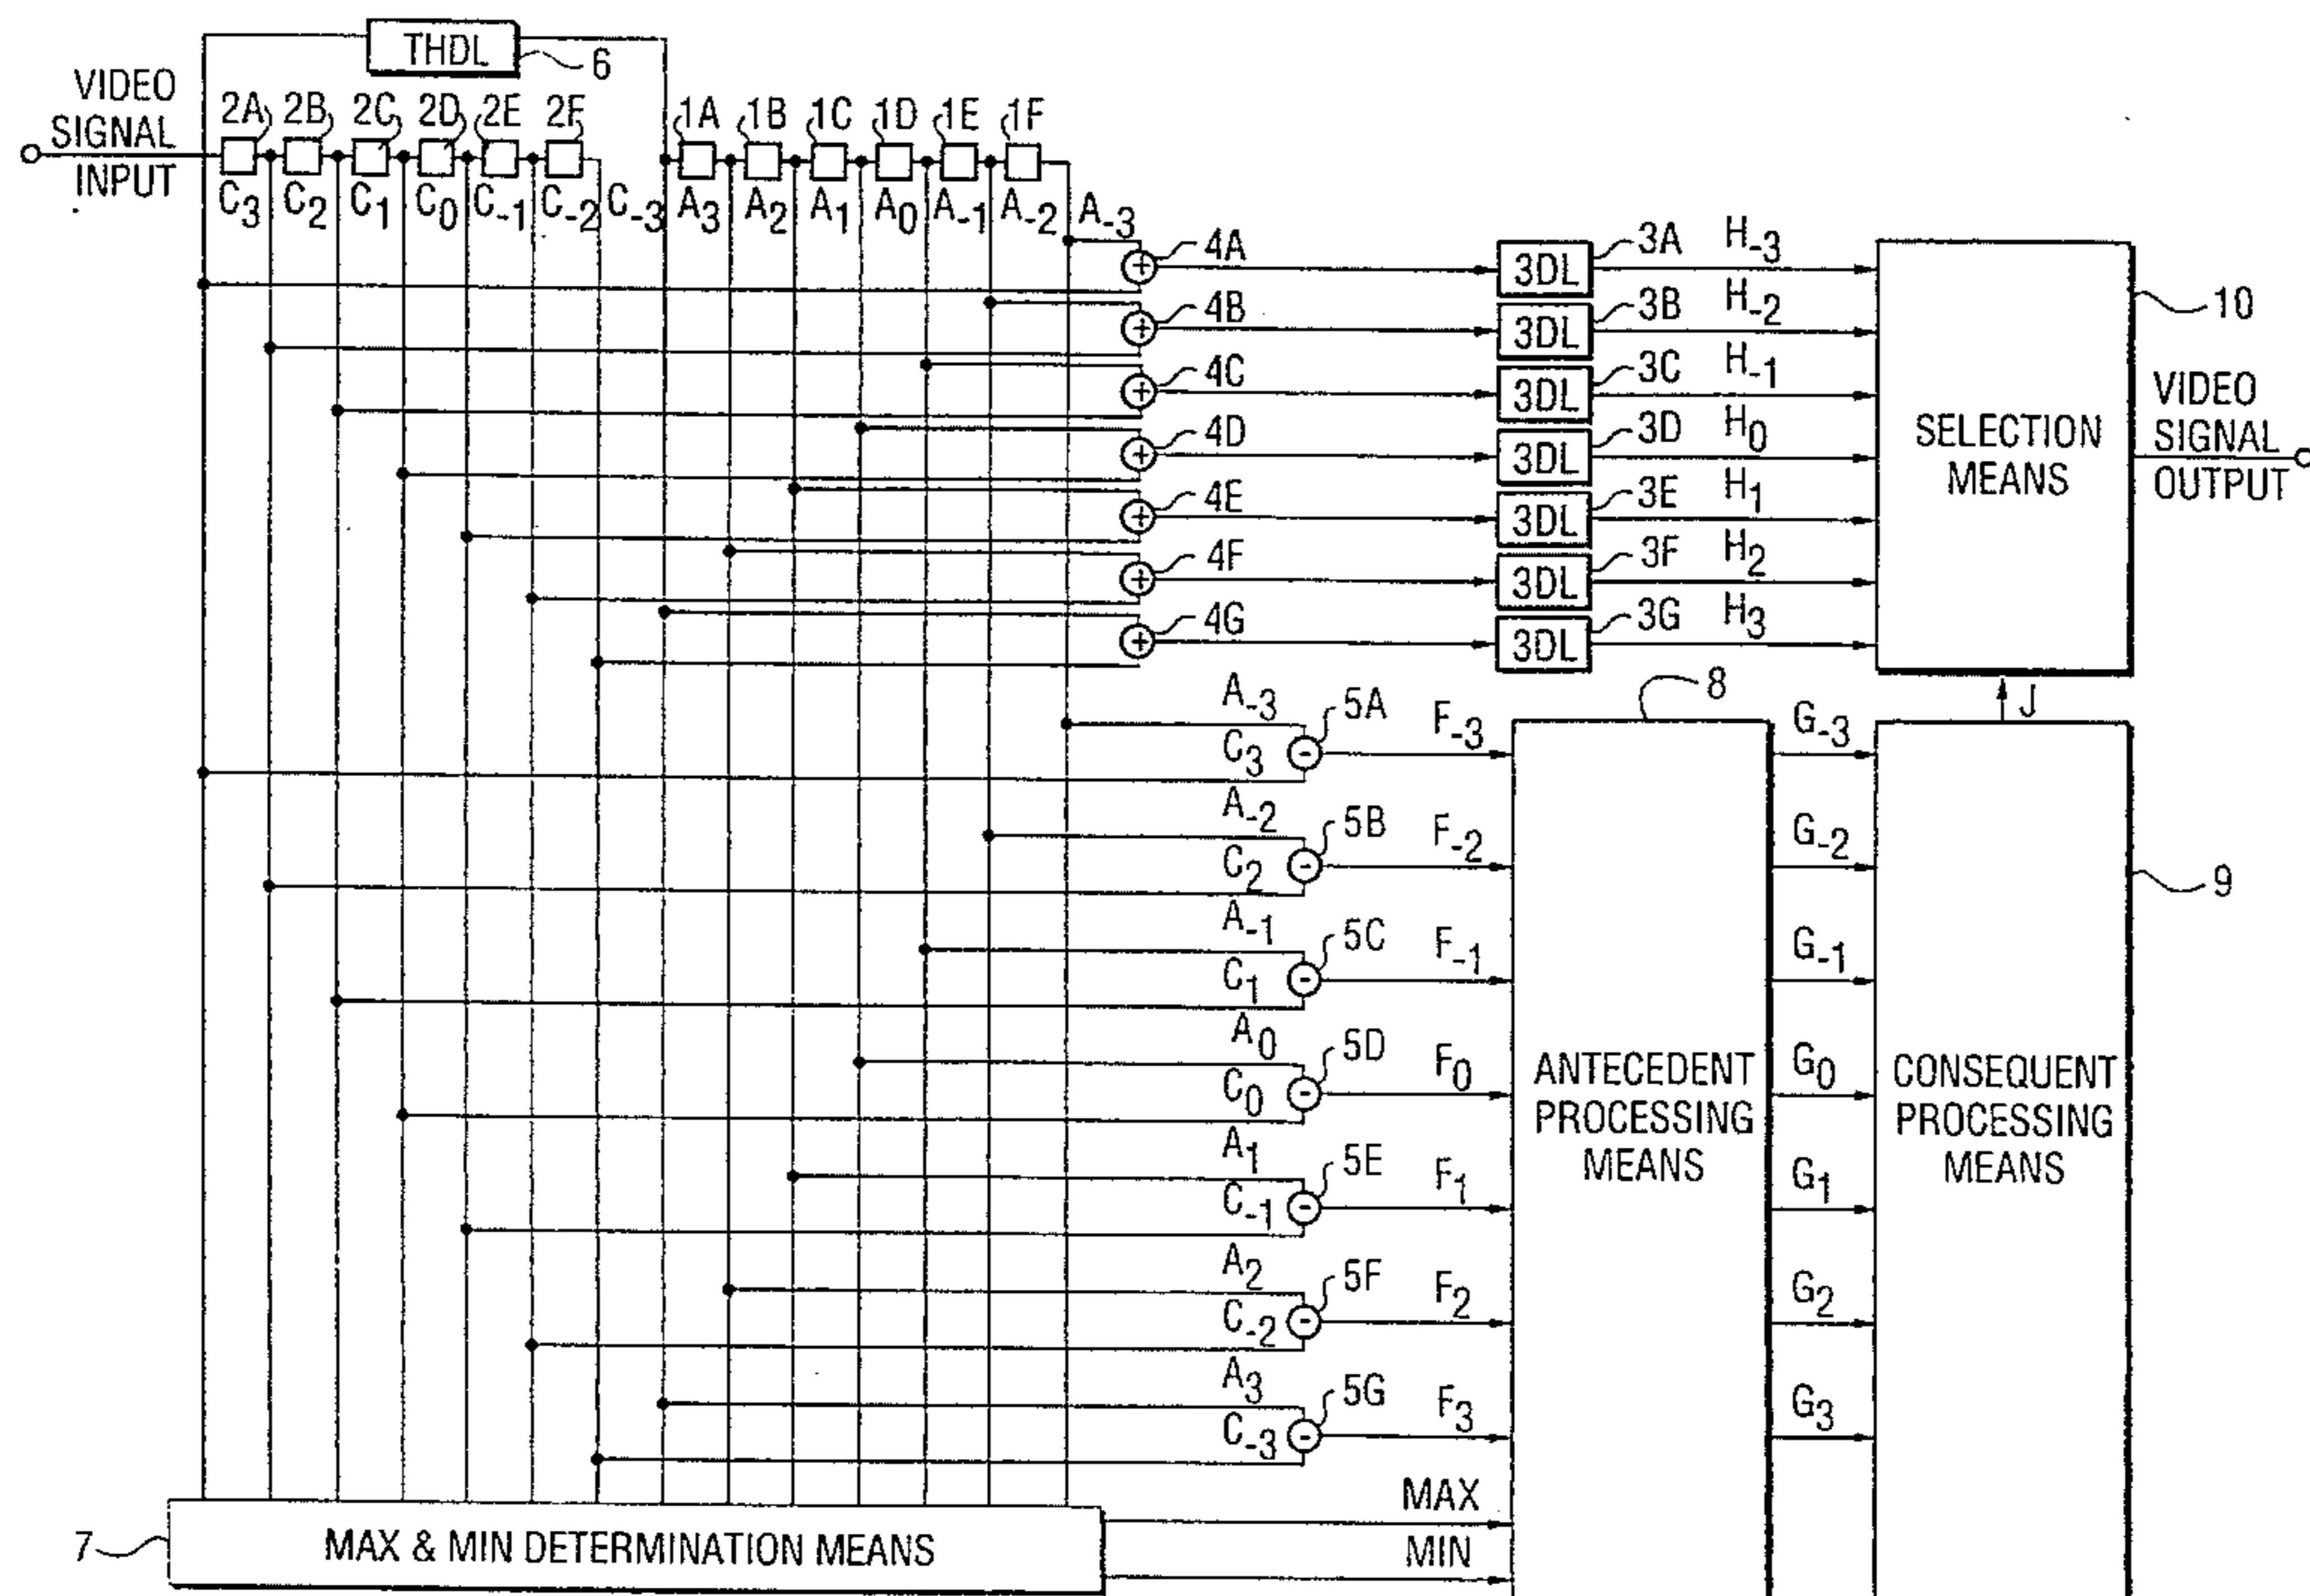 THDL
6
VIDEO
SIGNAL
INPUT
2A 2B 2C 2D 2E 2F 1A 1B 1C 1D 1E 1F
C3 C2 C1 C0 C-1 C-2 C-3 A3 A2 A1 A0 A-1 A-2 A-3
4A 3DL 3A H-3
4B 3DL 3B H-2
4C 3DL 3C H-1
4D 3DL 3D H0
4E 3DL 3E H1
4F 3DL 3F H2
4G 3DL 3G H3
10
SELECTION
MEANS
VIDEO
SIGNAL
OUTPUT
J
8
A-3
C3 5A F-3 G-3
A-2
C2 5B F-2 G-2
A-1
C1 5C F-1 G-1
A0
C0 5D F0 G0
A1
C-1 5E F1 G1
A2
C-2 5F F2 G2
A3
C-3 5G F3 G3
ANTECEDENT
PROCESSING
MEANS
CONSEQUENT
PROCESSING
MEANS
9
7
MAX & MIN DETERMINATION MEANS
MAX
MIN